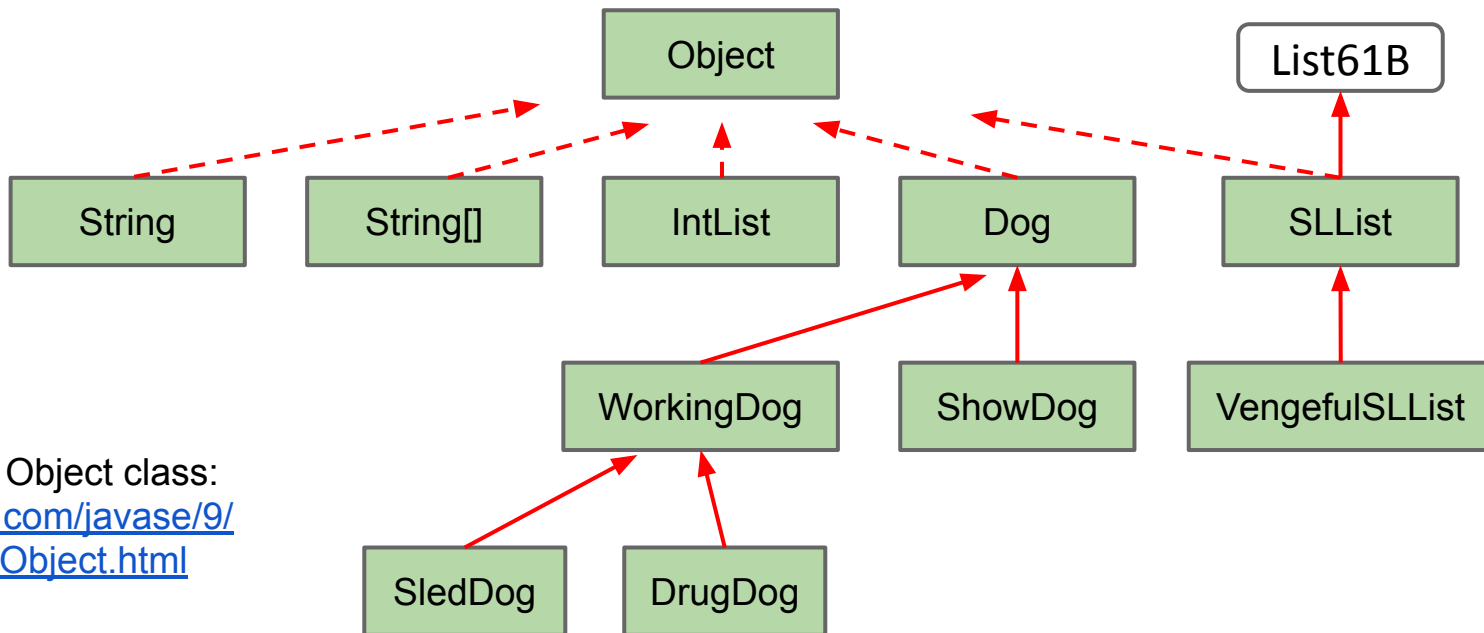 Object
List61B
String
String[]
IntList
Dog
SLList
WorkingDog
ShowDog
VengefulSLList
Object class:
com/javase/9/
Object.html
SledDog
DrugDog